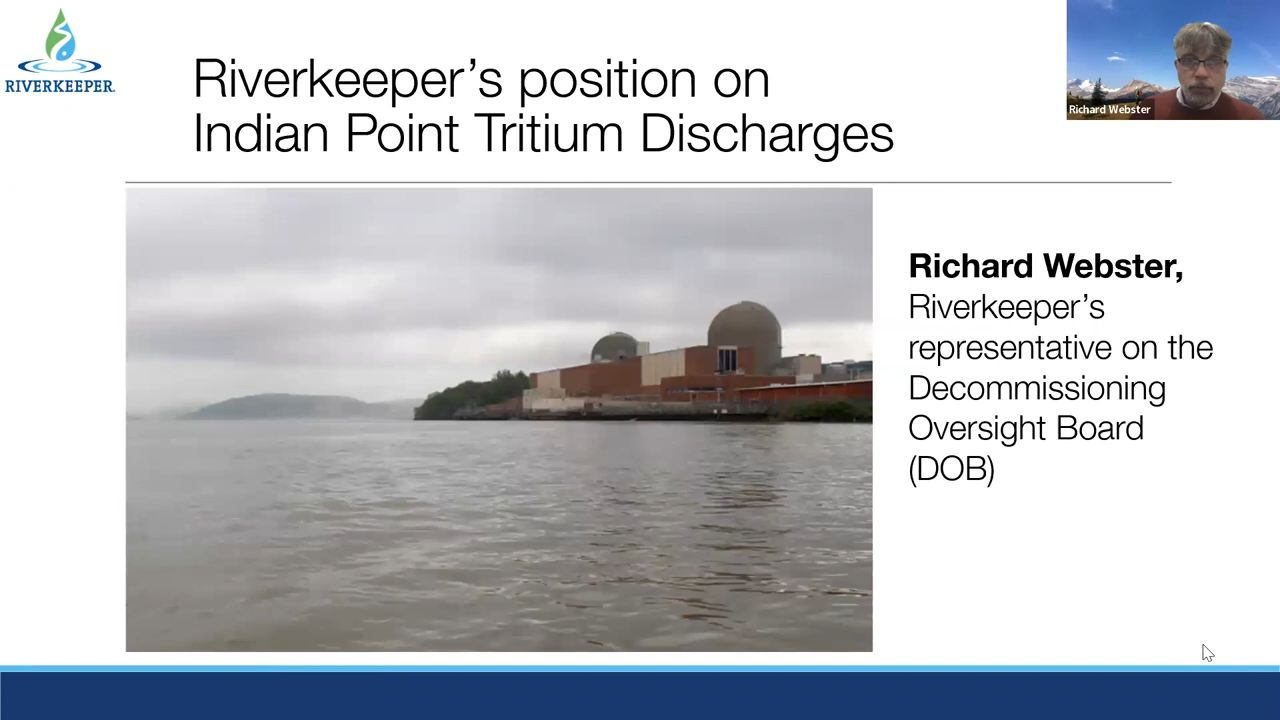 RIVERKEEPER.
Riverkeeper's position on
Indian Point Tritium Discharges
Richard Webster
Richard Webster,
Riverkeeper's
representative on the
Decommissioning
Oversight Board
(DOB)